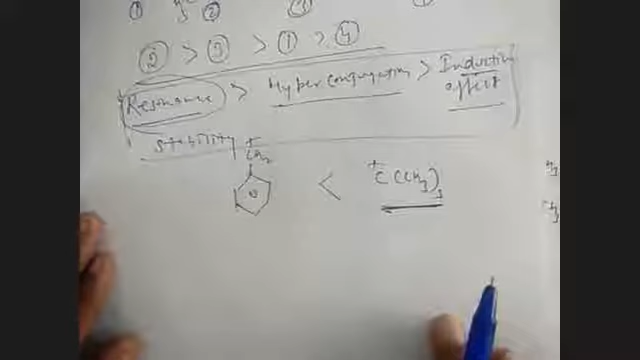 ② > ③ > ① > ④
Resonance > Hyperconjugation > Inductive effect
stability
+CH₂ < +C(CH₃)₃